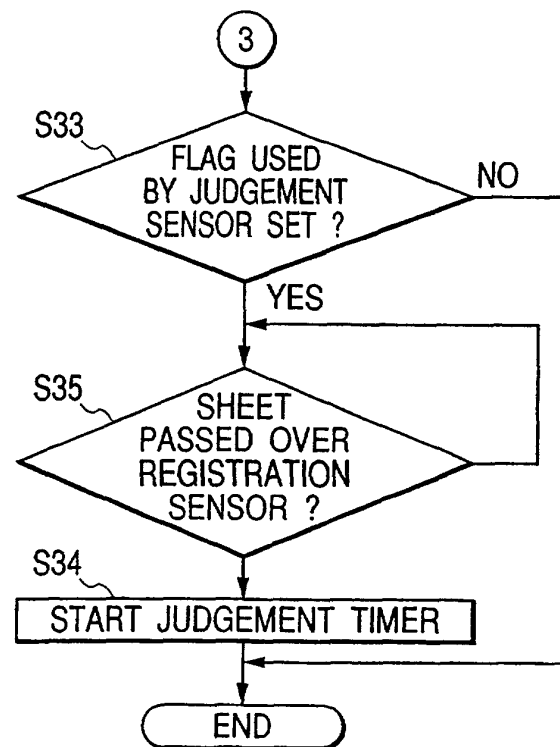 3
S33
FLAG USED
BY JUDGEMENT
SENSOR SET ?
NO
YES
S35
SHEET
PASSED OVER
REGISTRATION
SENSOR ?
S34
START JUDGEMENT TIMER
END